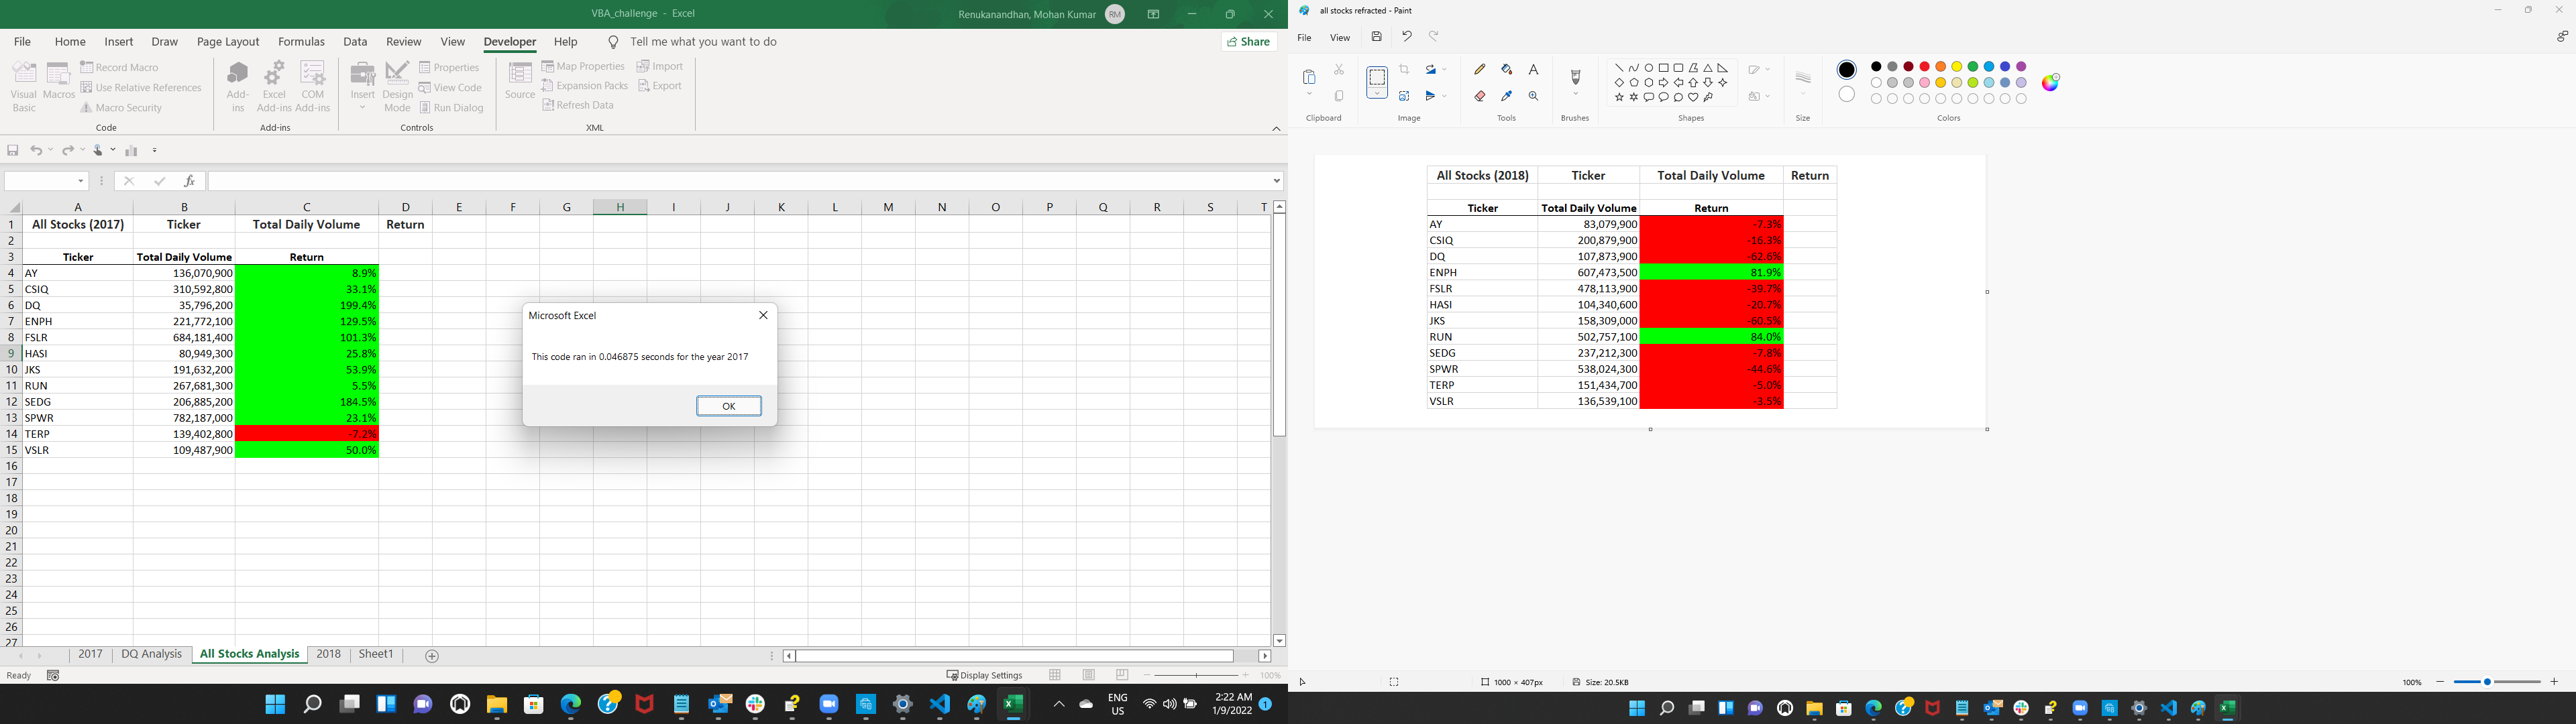 VBA_challenge - Excel
Renukanandhan, Mohan Kumar RM
File Home Insert Draw Page Layout Formulas Data Review View Developer Help Tell me what you want to do Share
Visual Basic
Macros
Record Macro
Use Relative References
Macro Security
Code
Add-ins
Excel Add-ins
COM Add-ins
Add-ins
Insert
Design Mode
Properties
View Code
Run Dialog
Controls
Source
Map Properties
Expansion Packs
Refresh Data
Import
Export
XML
fx
A B C D E F G H I J K L M N O P Q R S T
1 All Stocks (2017) Ticker Total Daily Volume Return
2
3 Ticker Total Daily Volume Return
4 AY 136,070,900 8.9%
5 CSIQ 310,592,800 33.1%
6 DQ 35,796,200 199.4%
7 ENPH 221,772,100 129.5%
8 FSLR 684,181,400 101.3%
9 HASI 80,949,300 25.8%
10 JKS 191,632,200 53.9%
11 RUN 267,681,300 5.5%
12 SEDG 206,885,200 184.5%
13 SPWR 782,187,000 23.1%
14 TERP 139,402,800 -7.2%
15 VSLR 109,487,900 50.0%
16
17
18
19
20
21
22
23
24
25
26
27
Microsoft Excel
This code ran in 0.046875 seconds for the year 2017
OK
2017 DQ Analysis All Stocks Analysis 2018 Sheet1
Ready
Display Settings
100%
ENG
US
2:22 AM
1/9/2022
1
all stocks refracted - Paint
File View
Clipboard
Image
Tools
Brushes
Shapes
Size
Colors
All Stocks (2018) Ticker Total Daily Volume Return
Ticker Total Daily Volume Return
AY 83,079,900 -7.3%
CSIQ 200,879,900 -16.3%
DQ 107,873,900 -62.6%
ENPH 607,473,500 81.9%
FSLR 478,113,900 -39.7%
HASI 104,340,600 -20.7%
JKS 158,309,000 -60.5%
RUN 502,757,100 84.0%
SEDG 237,212,300 -7.8%
SPWR 538,024,300 -44.6%
TERP 151,434,700 -5.0%
VSLR 136,539,100 -3.5%
1000 × 407px
Size: 20.5KB
100%